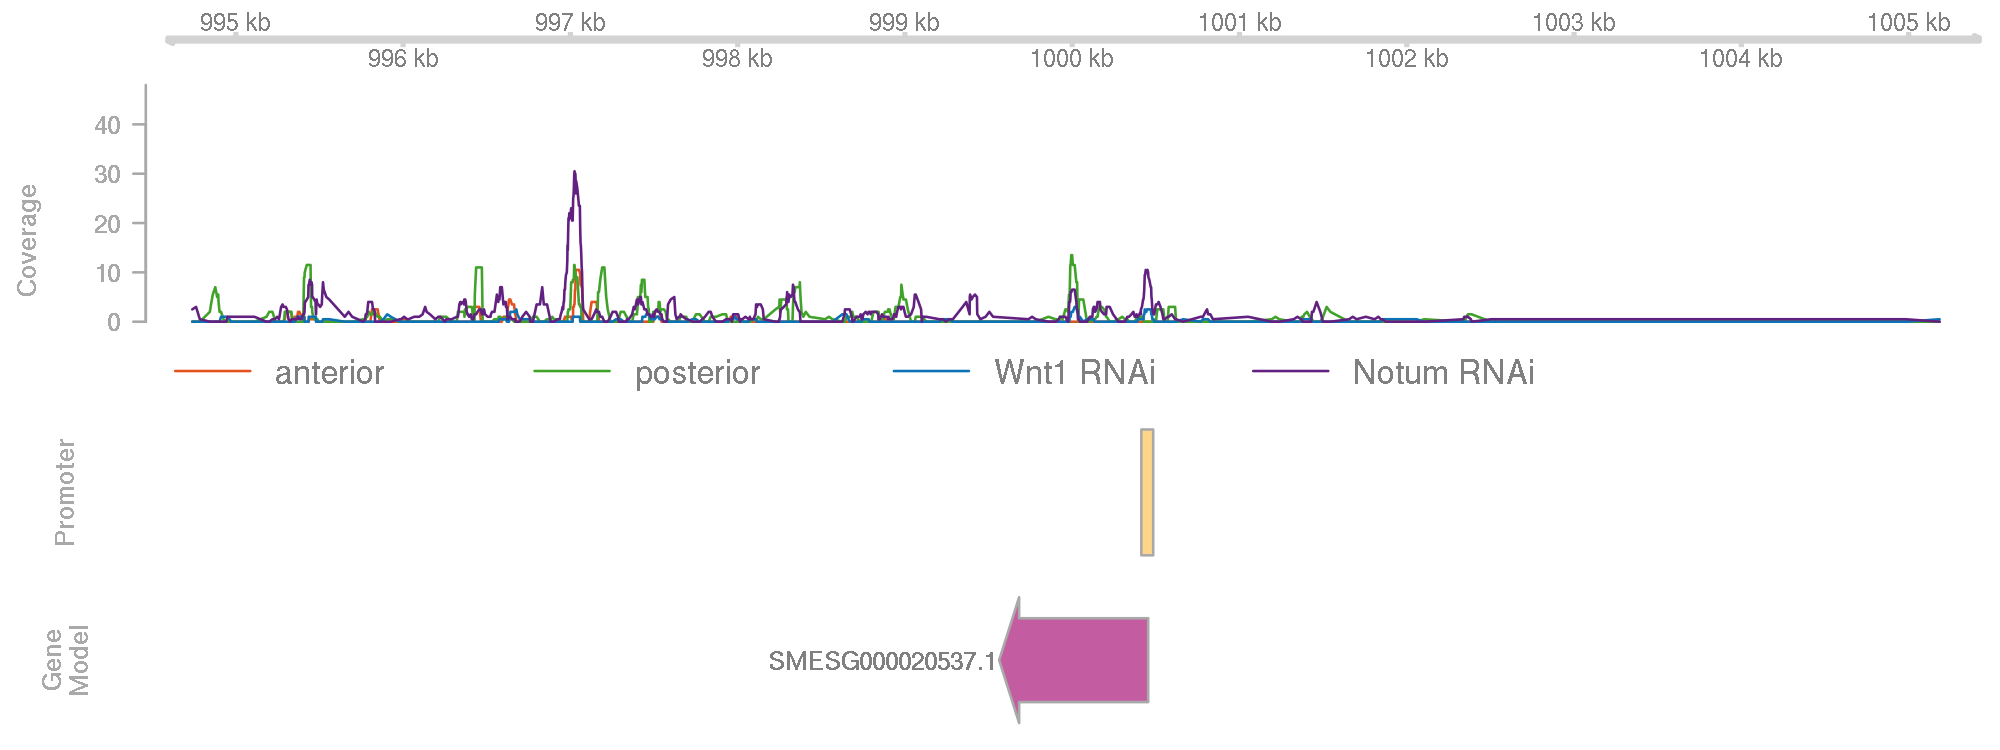 995 kb 997 kb 999 kb 1001 kb 1003 kb 1005 kb
996 kb 998 kb 1000 kb 1002 kb 1004 kb
Coverage
40
30
20
10
0
anterior posterior Wnt1 RNAi Notum RNAi
Promoter
Gene
Model
SMESG000020537.1